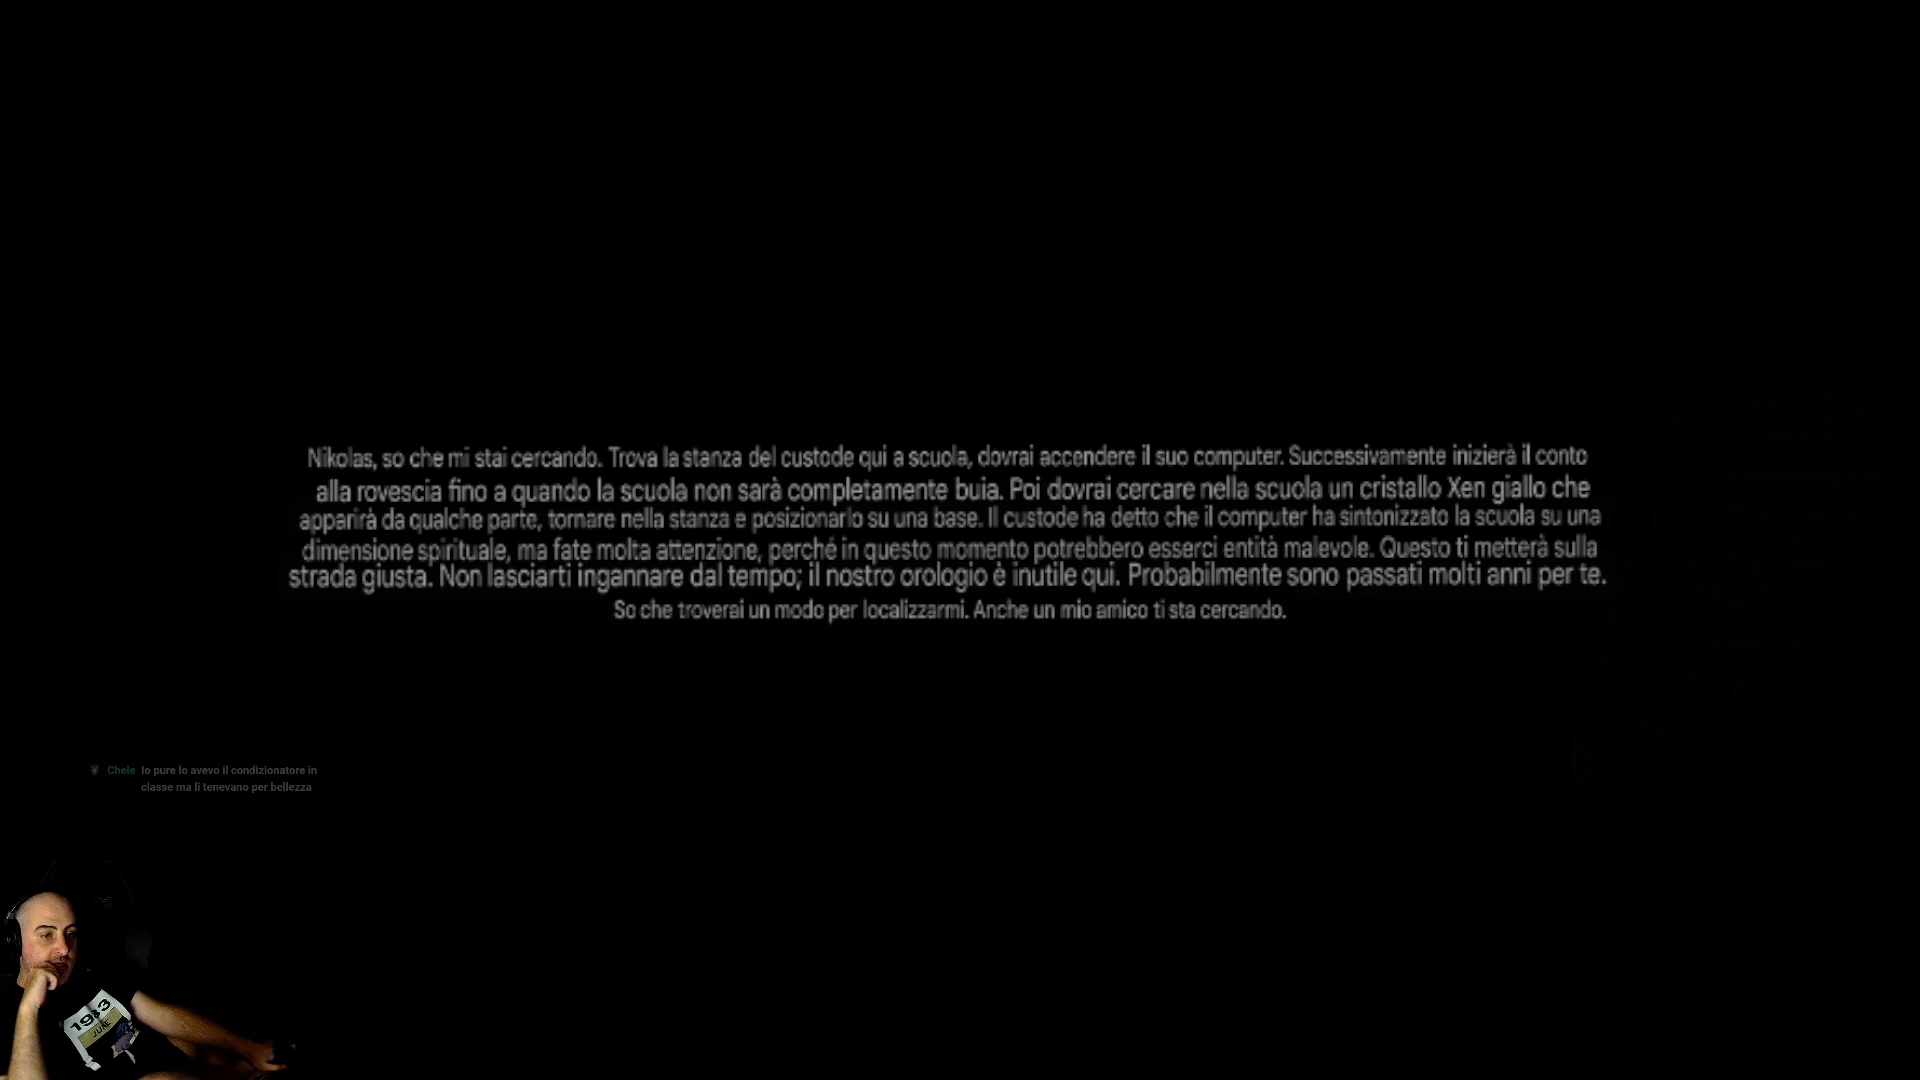 Nikolas, so che mi stai cercando. Trova la stanza del custode qui a scuola, dovrai accendere il suo computer. Successivamente inizierà il conto
alla rovescia fino a quando la scuola non sarà completamente buia. Poi dovrai cercare nella scuola un cristallo Xen giallo che
apparirà da qualche parte, tornare nella stanza e posizionarlo su una base. Il custode ha detto che il computer ha sintonizzato la scuola su una
dimensione spirituale, ma fate molta attenzione, perché in questo momento potrebbero esserci entità malevole. Questo ti metterà sulla
strada giusta. Non lasciarti ingannare dal tempo; il nostro orologio è inutile qui. Probabilmente sono passati molti anni per te.
So che troverai un modo per localizzarmi. Anche un mio amico ti sta cercando.
Chele Io pure lo avevo il condizionatore in
classe ma li tenevano per bellezza
1983
JUNE